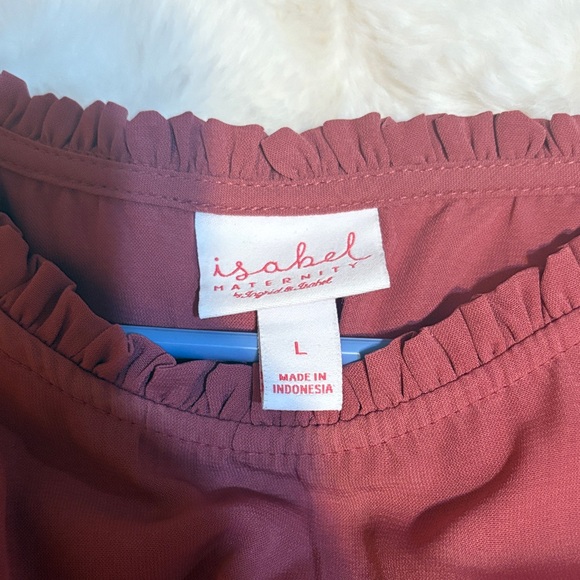 isabel
MATERNITY
by Ingrid & Isabel
L
MADE IN
INDONESIA